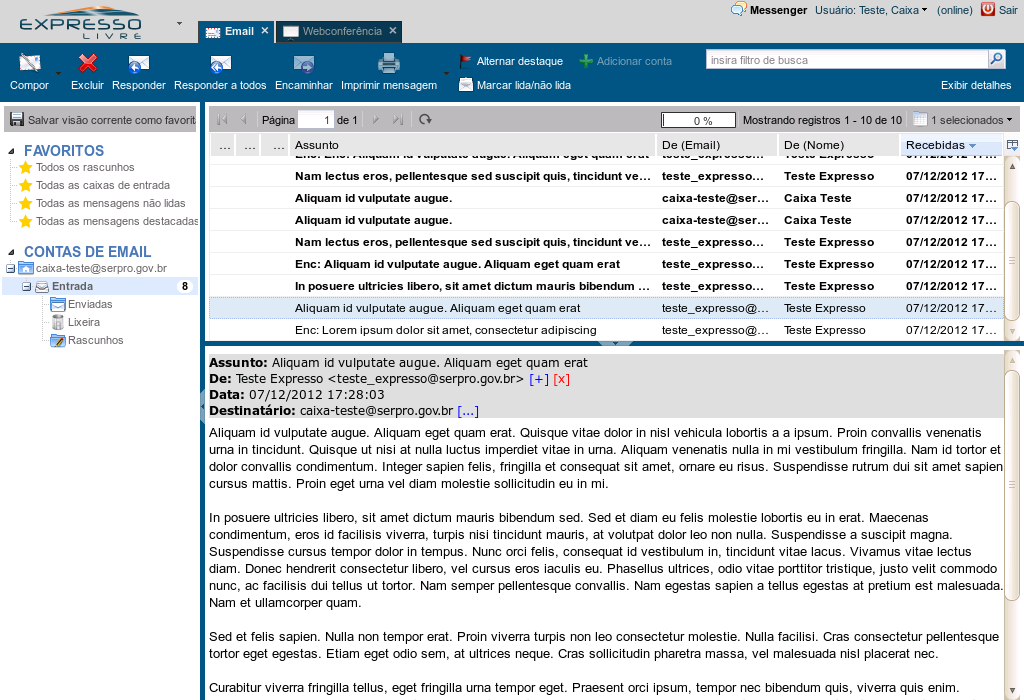 EXPRESSO
LIVRE
Email
Webconferência
Messenger Usuário: Teste, Caixa (online) Sair
Compor
Excluir
Responder
Responder a todos
Encaminhar
Imprimir mensagem
Alternar destaque
Adicionar conta
Marcar lida/não lida
insira filtro de busca
Exibir detalhes
Salvar visão corrente como favorit
FAVORITOS
Todos os rascunhos
Todas as caixas de entrada
Todas as mensagens não lidas
Todas as mensagens destacadas
CONTAS DE EMAIL
caixa-teste@serpro.gov.br
Entrada 8
Enviadas
Lixeira
Rascunhos
Página 1 de 1
0 %
Mostrando registros 1 - 10 de 10
1 selecionados
... ... ... Assunto De (Email) De (Nome) Recebidas
Enc: Enc: Aliquam id vulputate augue. Aliquam eget quam erat teste_expresso... Teste Expresso 07/12/2012 17...
Nam lectus eros, pellentesque sed suscipit quis, tincidunt ve... teste_expresso... Teste Expresso 07/12/2012 17...
Aliquam id vulputate augue. caixa-teste@ser... Caixa Teste 07/12/2012 17...
Aliquam id vulputate augue. caixa-teste@ser... Caixa Teste 07/12/2012 17...
Nam lectus eros, pellentesque sed suscipit quis, tincidunt ve... teste_expresso... Teste Expresso 07/12/2012 17...
Enc: Aliquam id vulputate augue. Aliquam eget quam erat teste_expresso... Teste Expresso 07/12/2012 17...
In posuere ultricies libero, sit amet dictum mauris bibendum ... teste_expresso... Teste Expresso 07/12/2012 17...
Aliquam id vulputate augue. Aliquam eget quam erat teste_expresso@... Teste Expresso 07/12/2012 17...
Enc: Lorem ipsum dolor sit amet, consectetur adipiscing teste_expresso@... Teste Expresso 07/12/2012 17...
Assunto: Aliquam id vulputate augue. Aliquam eget quam erat
De: Teste Expresso <teste_expresso@serpro.gov.br> [+] [x]
Data: 07/12/2012 17:28:03
Destinatário: caixa-teste@serpro.gov.br [...]
Aliquam id vulputate augue. Aliquam eget quam erat. Quisque vitae dolor in nisl vehicula lobortis a a ipsum. Proin convallis venenatis
urna in tincidunt. Quisque ut nisi at nulla luctus imperdiet vitae in urna. Aliquam venenatis nulla in mi vestibulum fringilla. Nam id tortor et
dolor convallis condimentum. Integer sapien felis, fringilla et consequat sit amet, ornare eu risus. Suspendisse rutrum dui sit amet sapien
cursus mattis. Proin eget urna vel diam molestie sollicitudin eu in mi.
In posuere ultricies libero, sit amet dictum mauris bibendum sed. Sed et diam eu felis molestie lobortis eu in erat. Maecenas
condimentum, eros id facilisis viverra, turpis nisi tincidunt mauris, at volutpat dolor leo non nulla. Suspendisse a suscipit magna.
Suspendisse cursus tempor dolor in tempus. Nunc orci felis, consequat id vestibulum in, tincidunt vitae lacus. Vivamus vitae lectus
diam. Donec hendrerit consectetur libero, vel cursus eros iaculis eu. Phasellus ultrices, odio vitae porttitor tristique, justo velit commodo
nunc, ac facilisis dui tellus ut tortor. Nam semper pellentesque convallis. Nam egestas sapien a tellus egestas at pretium est malesuada.
Nam et ullamcorper quam.
Sed et felis sapien. Nulla non tempor erat. Proin viverra turpis non leo consectetur molestie. Nulla facilisi. Cras consectetur pellentesque
tortor eget egestas. Etiam eget odio sem, at ultrices neque. Cras sollicitudin pharetra massa, vel malesuada nisl placerat nec.
Curabitur viverra fringilla tellus, eget fringilla urna tempor eget. Praesent orci ipsum, tempor nec bibendum quis, viverra quis enim.